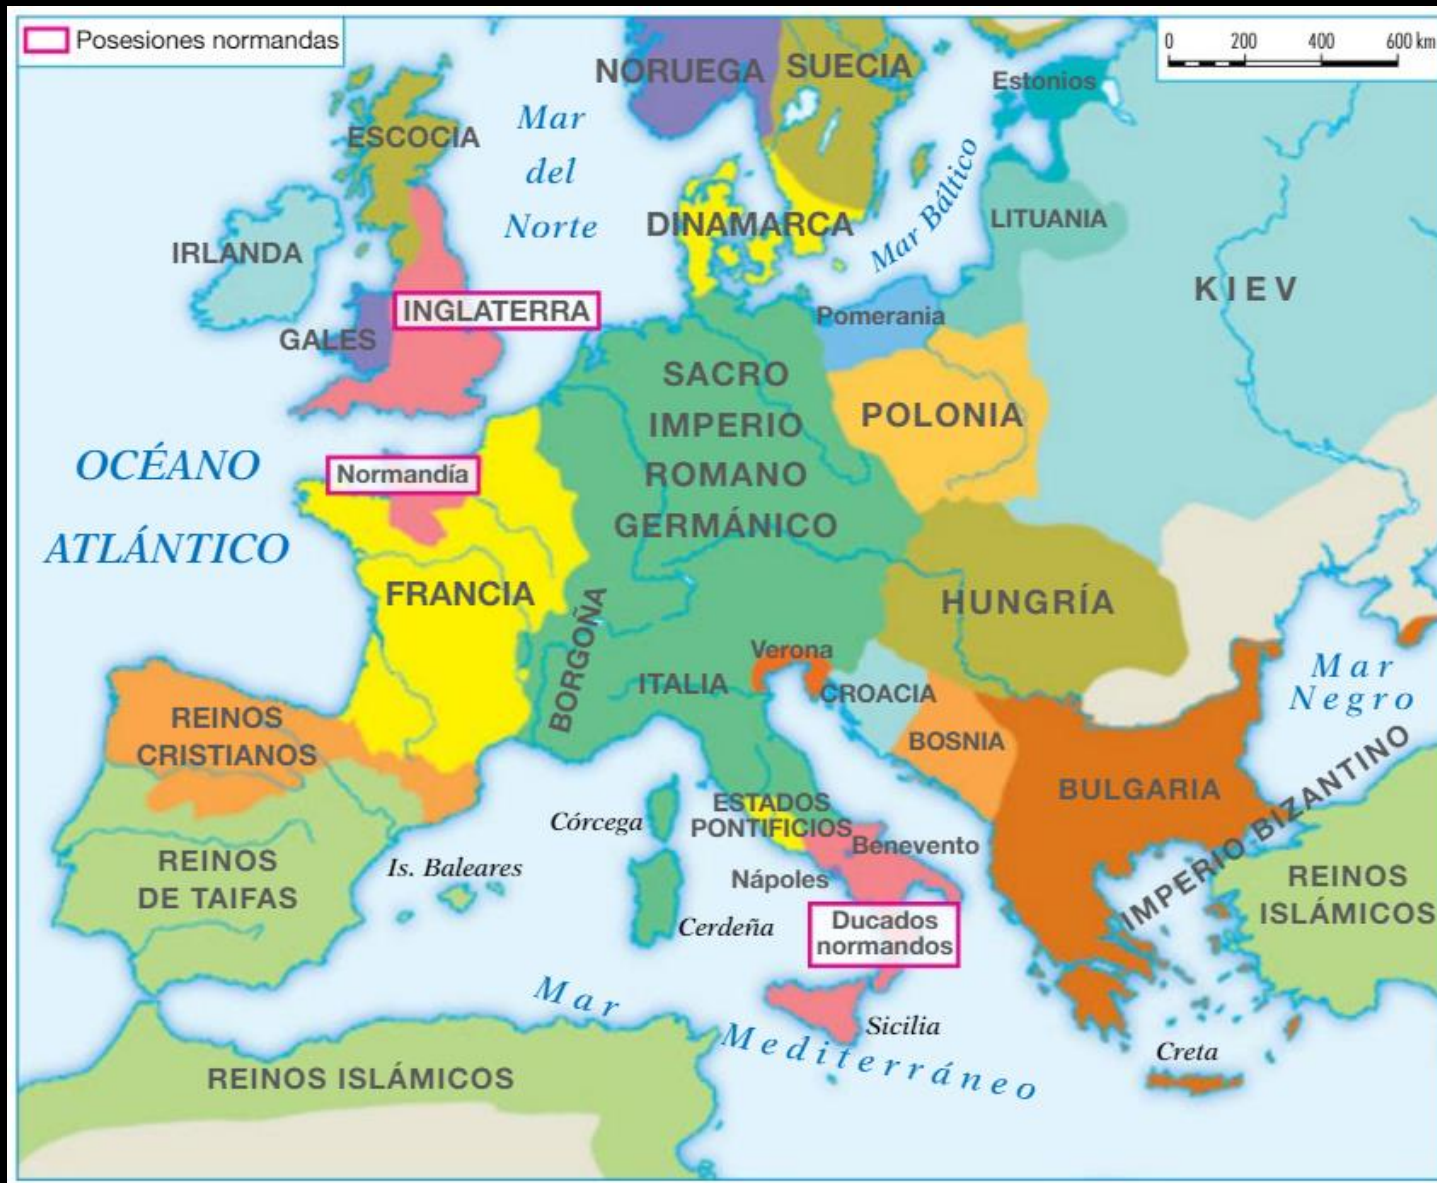 Posesiones normandas
0 200 400 600 km
NORUEGA
SUECIA
Estonios
Mar
del
Norte
ESCOCIA
Mar Báltico
LITUANIA
DINAMARCA
IRLANDA
KIEV
INGLATERRA
GALES
Pomerania
SACRO
IMPERIO
ROMANO
GERMÁNICO
POLONIA
OCÉANO
ATLÁNTICO
Normandía
FRANCIA
BORGOÑA
HUNGRÍA
Verona
ITALIA
CROACIA
Mar
Negro
REINOS
CRISTIANOS
BOSNIA
BULGARIA
IMPERIO BIZANTINO
ESTADOS
PONTIFICIOS
Córcega
Benevento
REINOS
DE TAIFAS
Is. Baleares
Nápoles
REINOS
ISLÁMICOS
Cerdeña
Ducados
normandos
Mar
Mediterráneo
Sicilia
Creta
REINOS ISLÁMICOS